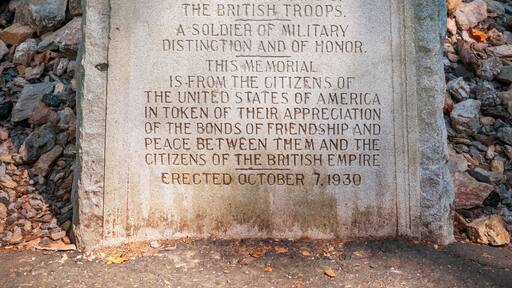 THE BRITISH TROOPS.
A SOLDIER OF MILITARY
DISTINCTION AND OF HONOR.
THIS MEMORIAL
IS FROM THE CITIZENS OF
THE UNITED STATES OF AMERICA
IN TOKEN OF THEIR APPRECIATION
OF THE BONDS OF FRIENDSHIP AND
PEACE BETWEEN THEM AND THE
CITIZENS OF THE BRITISH EMPIRE
ERECTED OCTOBER 7, 1930